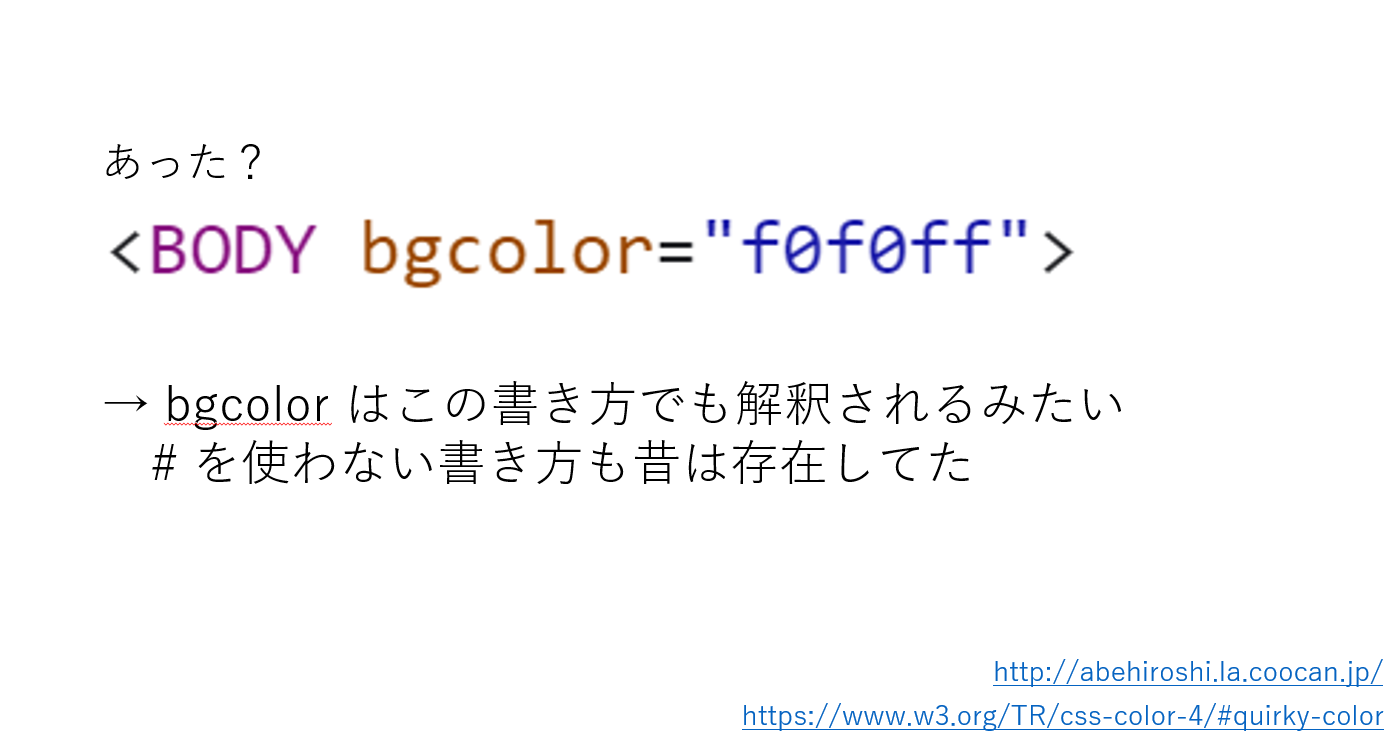 あった？
<BODY bgcolor="f0f0ff">
→ bgcolor はこの書き方でも解釈されるみたい
# を使わない書き方も昔は存在してた
http://abehiroshi.la.coocan.jp/
https://www.w3.org/TR/css-color-4/#quirky-color